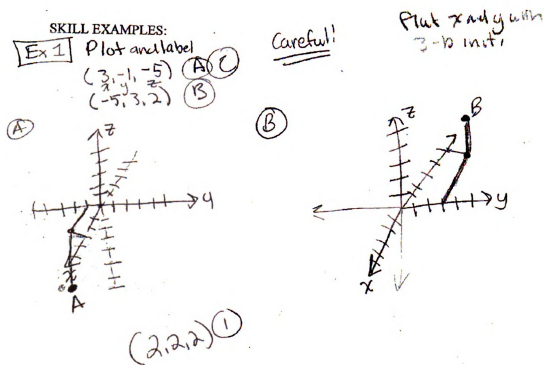 SKILL EXAMPLES:
Ex 1 Plot and label
(3,-1,-5) A C
x y z
(-5,3,2) B
Careful!
Plot x and y with
3-D init.
A
z
y
x
A
B
z
B
y
x
(2,2,2) 1